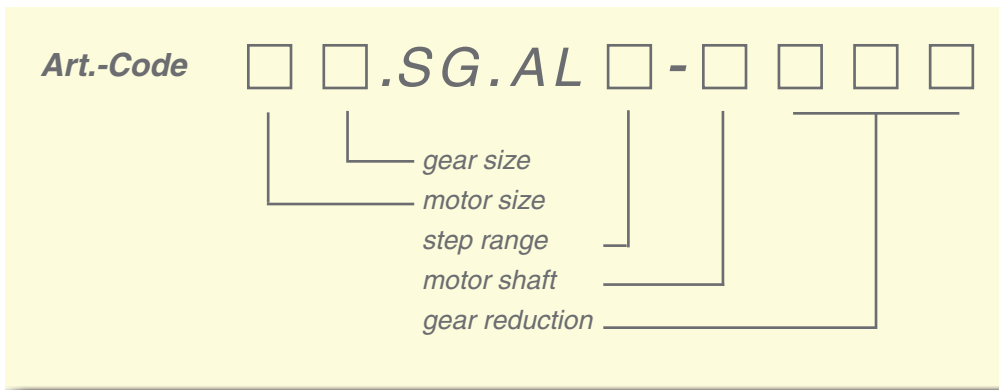 Art.-Code □ □.SG.AL □ - □ □ □ □
gear size
motor size
step range
motor shaft
gear reduction